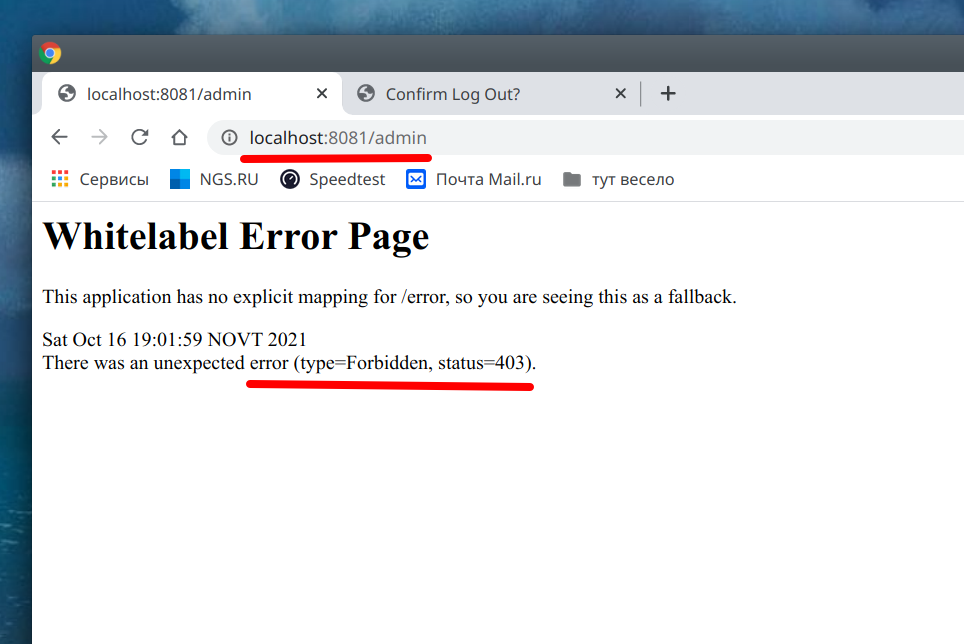 localhost:8081/admin
Confirm Log Out?
localhost:8081/admin
Сервисы NGS.RU Speedtest Почта Mail.ru тут весело
Whitelabel Error Page
This application has no explicit mapping for /error, so you are seeing this as a fallback.
Sat Oct 16 19:01:59 NOVT 2021
There was an unexpected error (type=Forbidden, status=403).